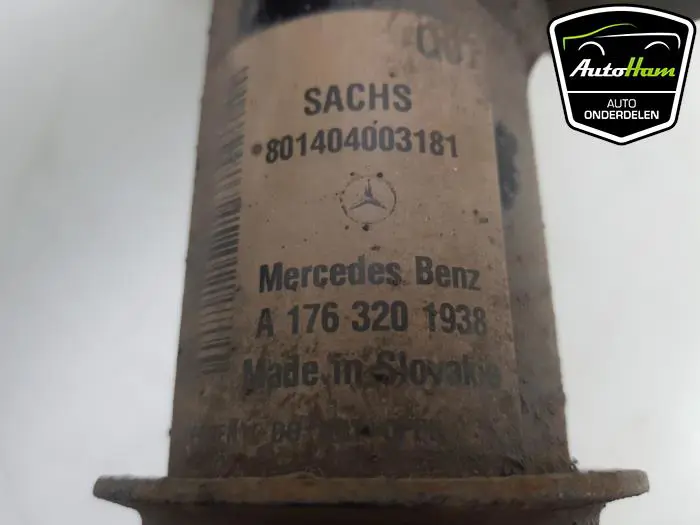 AutoHam
AUTO
ONDERDELEN
SACHS
*801404003181
Mercedes Benz
A 176 320 1938
Made in Slovakia